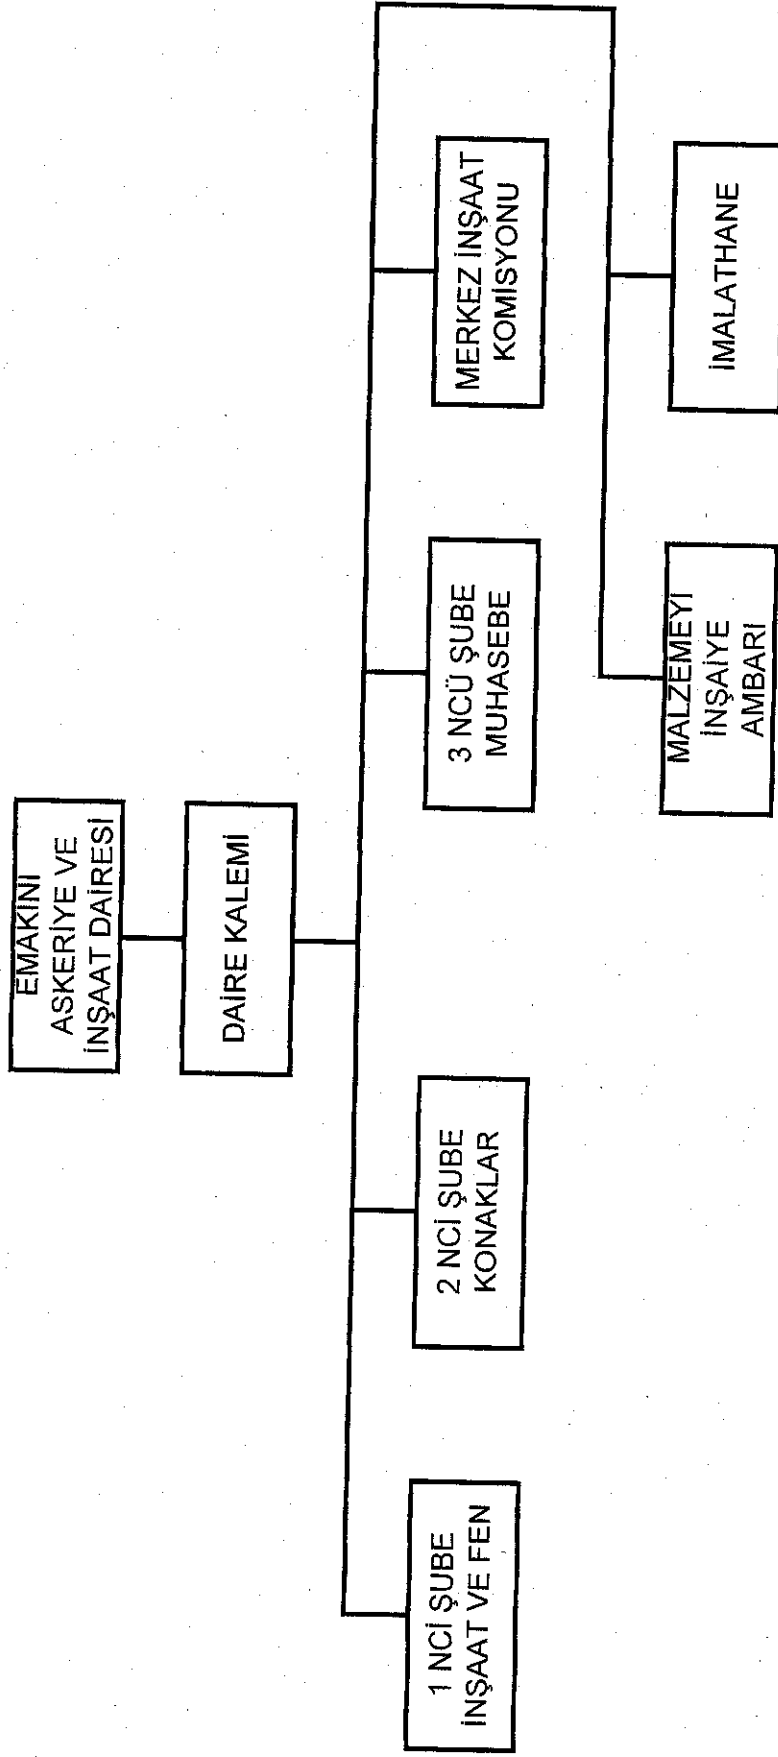 EMAKİNİ
ASKERİYE VE
İNŞAAT DAİRESİ
DAİRE KALEMİ
1 NCİ ŞUBE
İNŞAAT VE FEN
2 NCİ ŞUBE
KONAKLAR
3 NCÜ ŞUBE
MUHASEBE
MERKEZ İNŞAAT
KOMİSYONU
MALZEMEYİ
İNŞAİYE
AMBARI
İMALATHANE